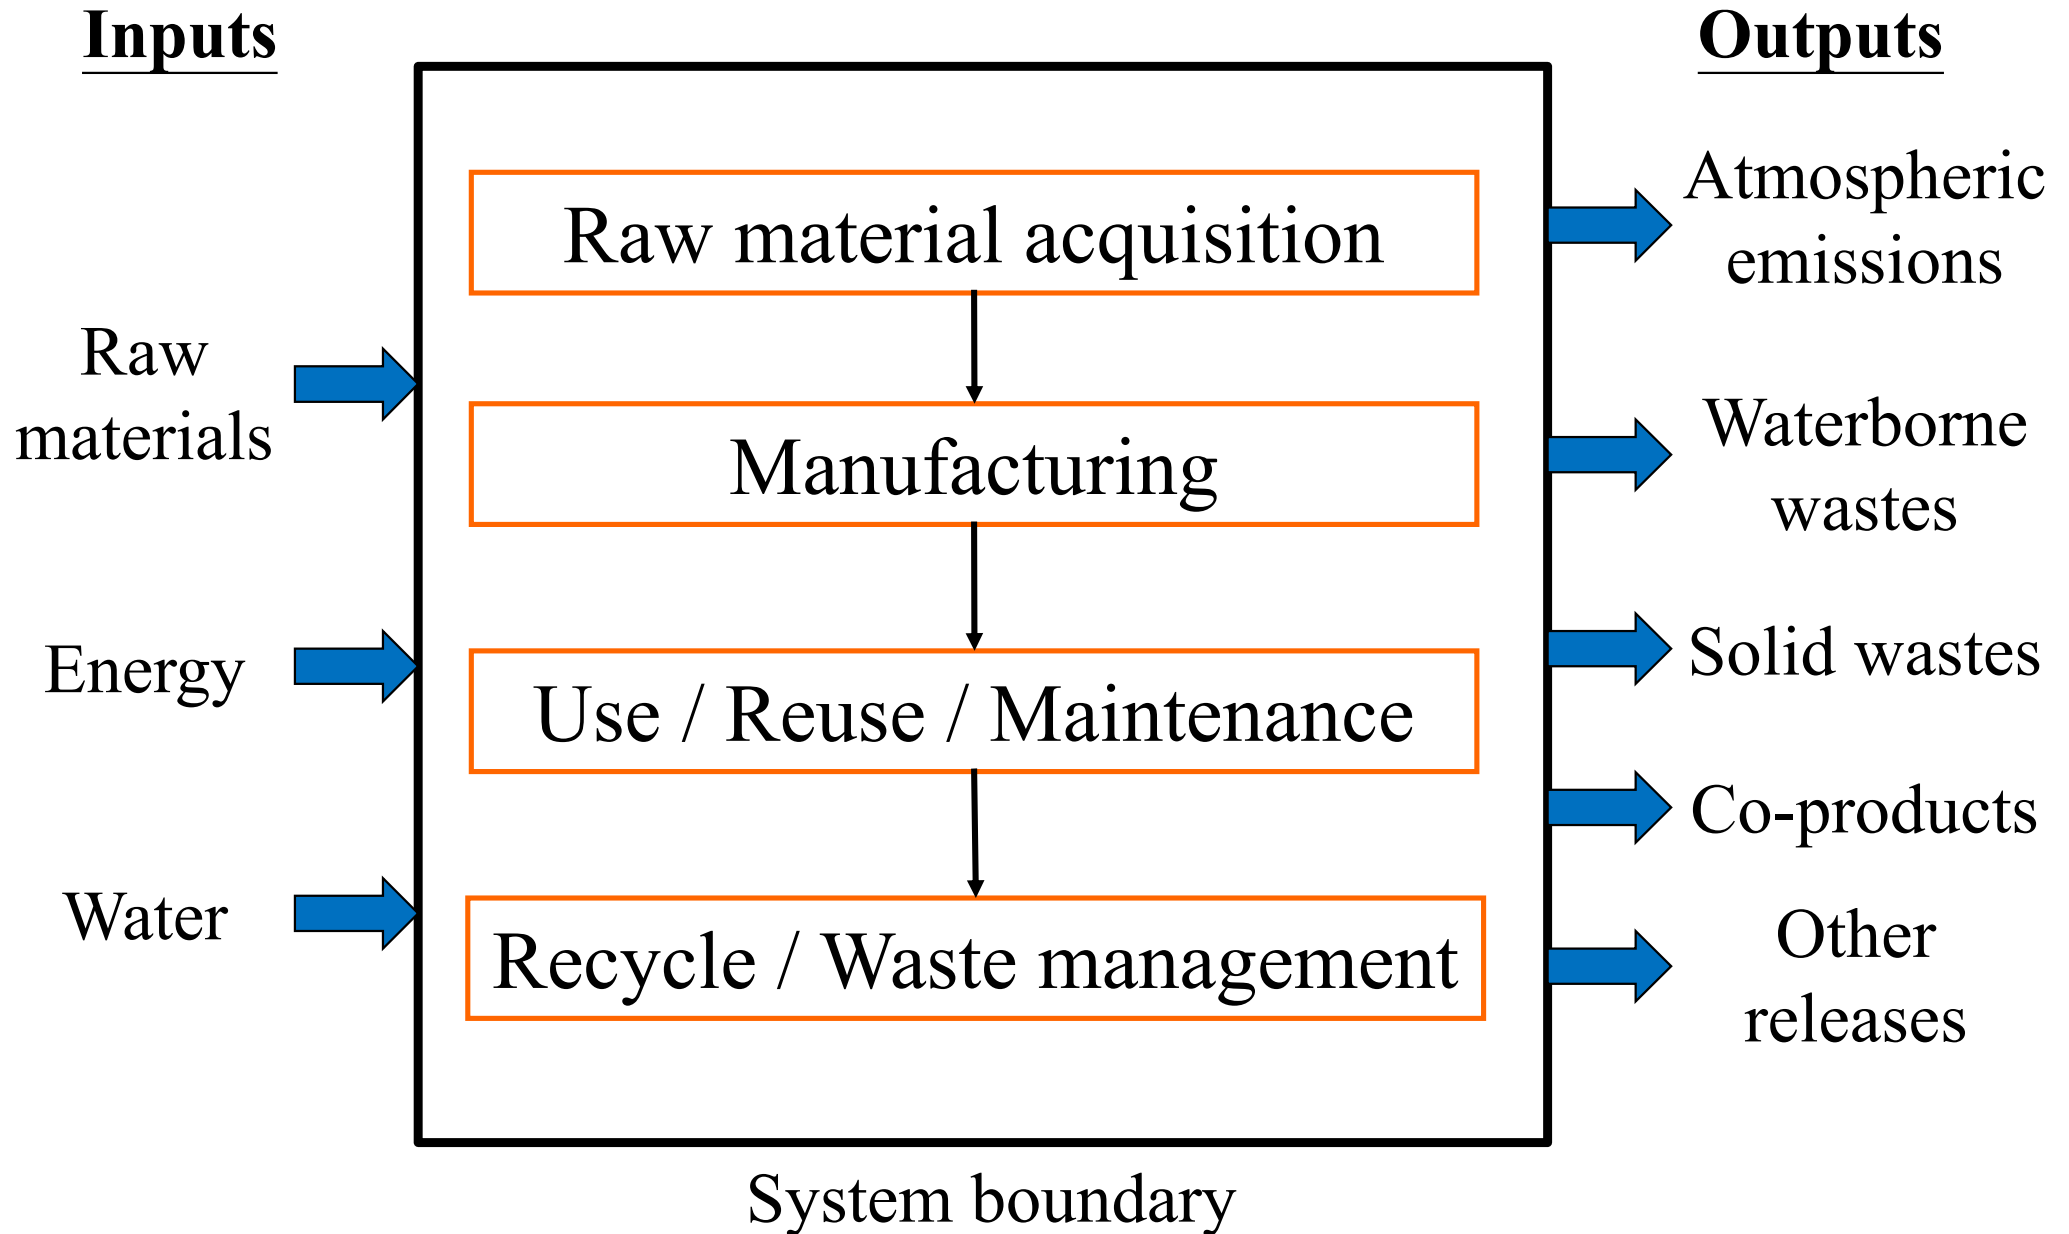 Inputs
Outputs
Raw
materials
Energy
Water
Raw material acquisition
Manufacturing
Use / Reuse / Maintenance
Recycle / Waste management
Atmospheric
emissions
Waterborne
wastes
Solid wastes
Co-products
Other
releases
System boundary